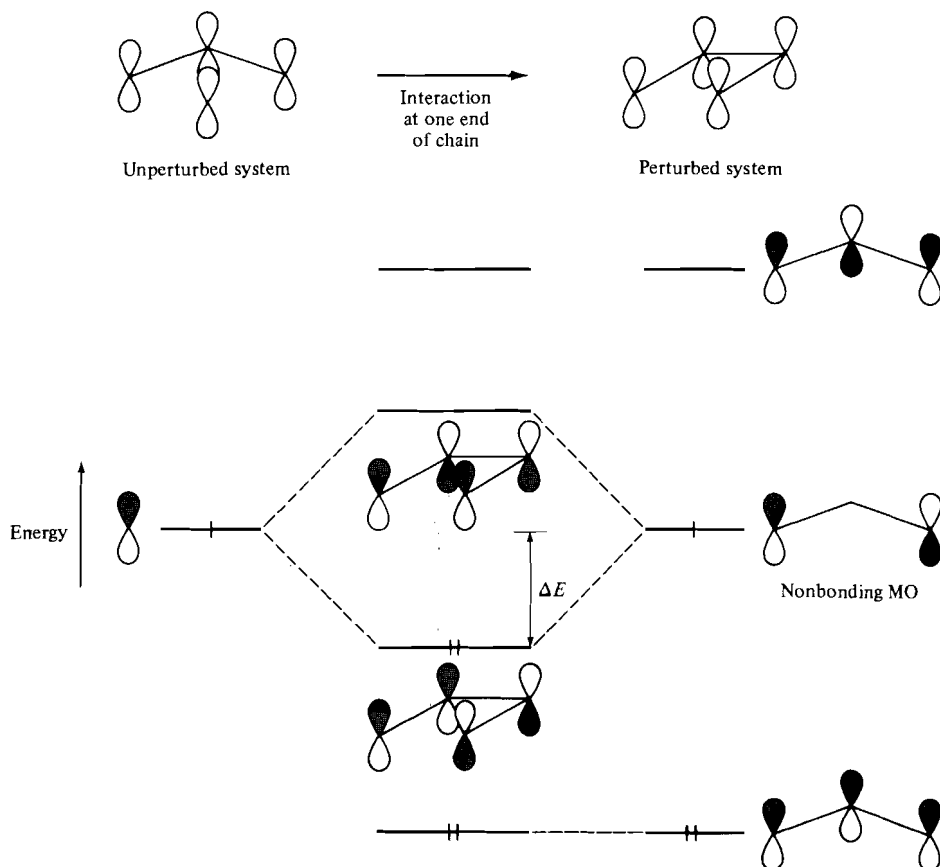 Unperturbed system
Interaction
at one end
of chain
Perturbed system
Energy
ΔE
Nonbonding MO